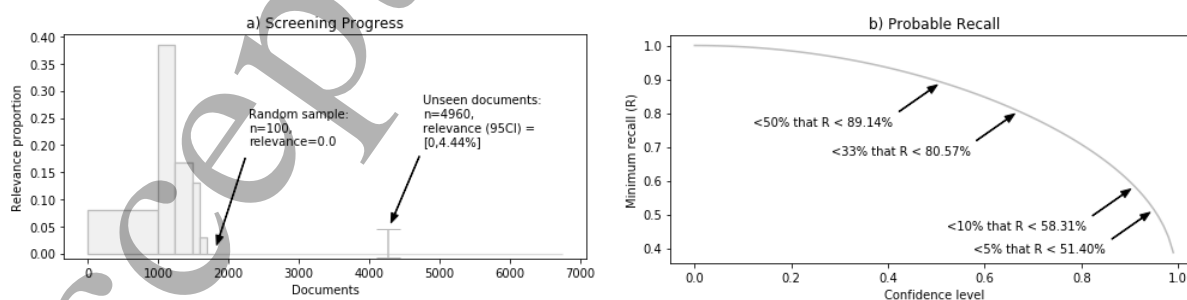 a) Screening Progress
0.40
0.35
0.30
0.25
0.20
0.15
0.10
0.05
0.00
Relevance proportion
Random sample:
n=100,
relevance=0.0
Unseen documents:
n=4960,
relevance (95CI) =
[0,4.44%]
0 1000 2000 3000 4000 5000 6000 7000
Documents
b) Probable Recall
1.0
0.9
0.8
0.7
0.6
0.5
0.4
Minimum recall (R)
<50% that R < 89.14%
<33% that R < 80.57%
<10% that R < 58.31%
<5% that R < 51.40%
0.0 0.2 0.4 0.6 0.8 1.0
Confidence level